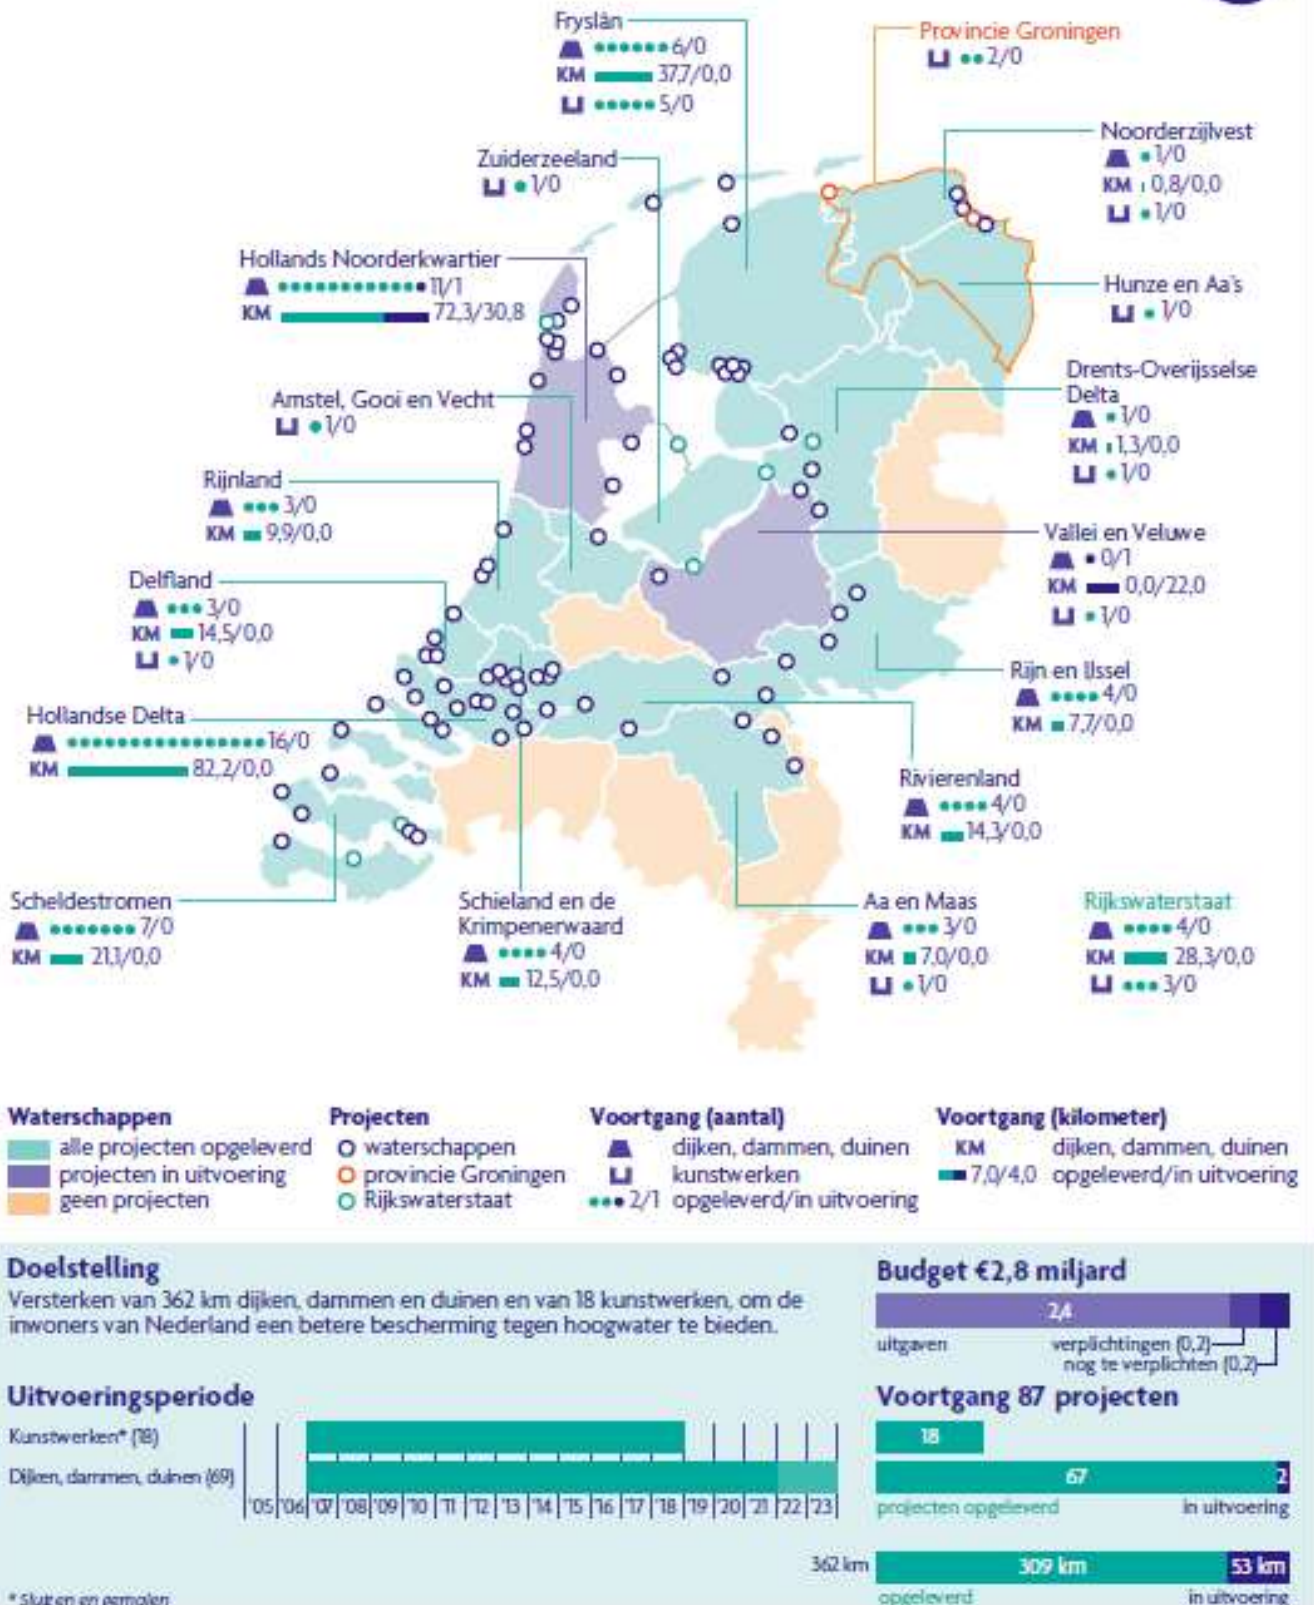 Fryslân
6/0
KM 37,7/0,0
5/0
Provincie Groningen
2/0
Zuiderzeeland
1/0
Noorderzijlvest
1/0
KM 0,8/0,0
1/0
Hollands Noorderkwartier
11/1
KM 72,3/30,8
Hunze en Aa's
1/0
Amstel, Gooi en Vecht
1/0
Drents-Overijsselse
Delta
1/0
KM 1,3/0,0
1/0
Rijnland
3/0
KM 9,9/0,0
Vallei en Veluwe
0/1
KM 0,0/22,0
1/0
Delfland
3/0
KM 14,5/0,0
1/0
Rijn en IJssel
4/0
KM 7,7/0,0
Hollandse Delta
16/0
KM 82,2/0,0
Rivierenland
4/0
KM 14,3/0,0
Scheldestromen
7/0
KM 21,1/0,0
Schieland en de
Krimpenerwaard
4/0
KM 12,5/0,0
Aa en Maas
3/0
KM 7,0/0,0
1/0
Rijkswaterstaat
4/0
KM 28,3/0,0
3/0
Waterschappen
alle projecten opgeleverd
projecten in uitvoering
geen projecten
Projecten
waterschappen
provincie Groningen
Rijkswaterstaat
Voortgang (aantal)
dijken, dammen, duinen
kunstwerken
2/1 opgeleverd/in uitvoering
Voortgang (kilometer)
KM dijken, dammen, duinen
7,0/4,0 opgeleverd/in uitvoering
Doelstelling
Versterken van 362 km dijken, dammen en duinen en van 18 kunstwerken, om de
inwoners van Nederland een betere bescherming tegen hoogwater te bieden.
Budget €2,8 miljard
2,4
uitgaven verplichtingen (0,2)
nog te verplichten (0,2)
Uitvoeringsperiode
Kunstwerken* (18)
Dijken, dammen, duinen (69)
'05 '06 '07 '08 '09 '10 '11 '12 '13 '14 '15 '16 '17 '18 '19 '20 '21 '22 '23
Voortgang 87 projecten
18
67 2
projecten opgeleverd in uitvoering
362 km 309 km 53 km
opgeleverd in uitvoering
* Sluizen en gemalen